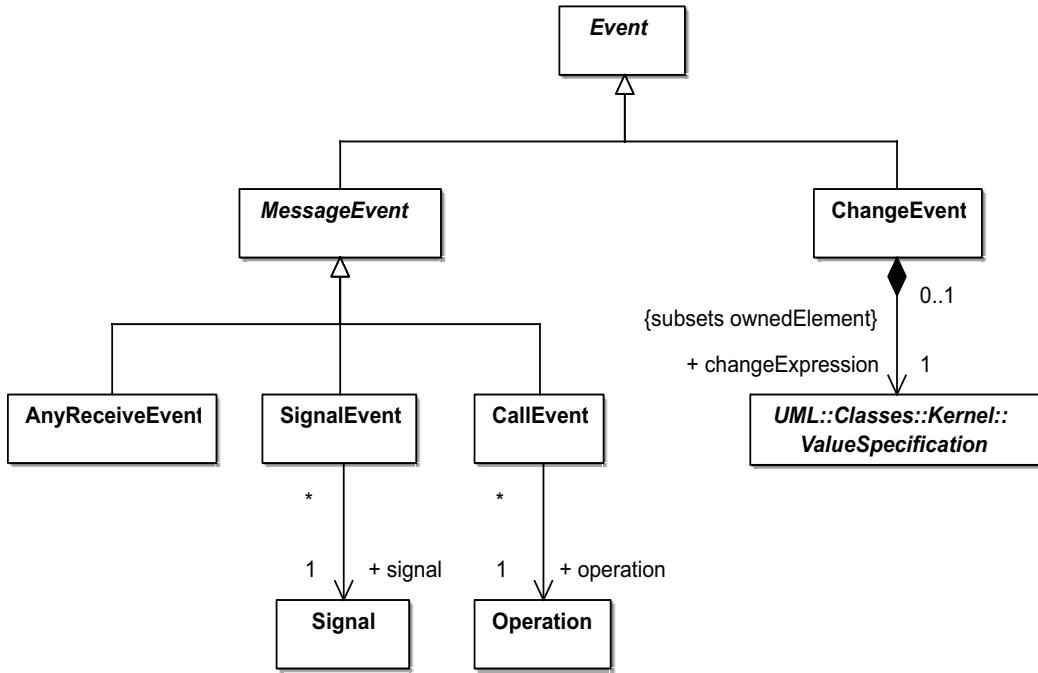 Event
MessageEvent
ChangeEvent
0..1
{subsets ownedElement}
+ changeExpression
1
AnyReceiveEvent
SignalEvent
CallEvent
UML::Classes::Kernel::
ValueSpecification
*
*
1
+ signal
1
+ operation
Signal
Operation